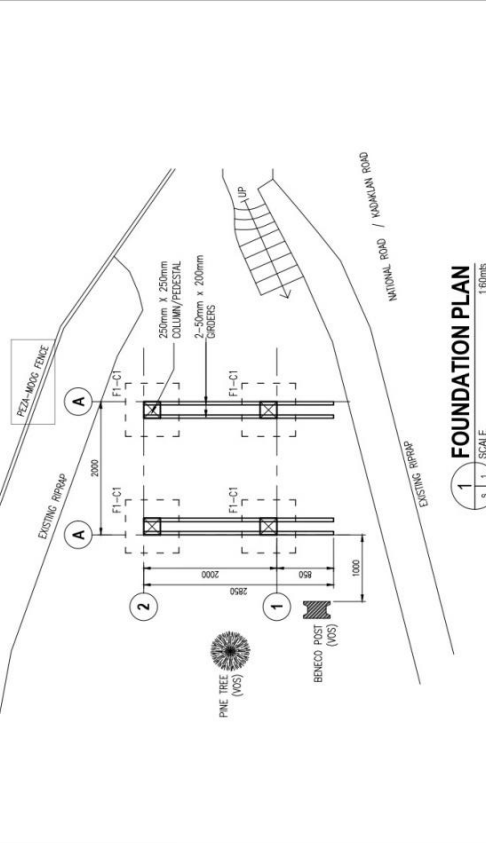 PEZA-MOOG FENCE
EXISTING RIPRAP
A
A
2000
F1-C1
F1-C1
250mm X 250mm
COLUMN/PEDESTAL
2-50mm x 200mm
GIRDERS
F1-C1
F1-C1
2
1
2000
850
2850
1000
PINE TREE
(VOS)
BENECO POST
(VOS)
UP
EXISTING RIPRAP
NATIONAL ROAD / KADAKLAN ROAD
1
S 1
FOUNDATION PLAN
SCALE
1:60mts